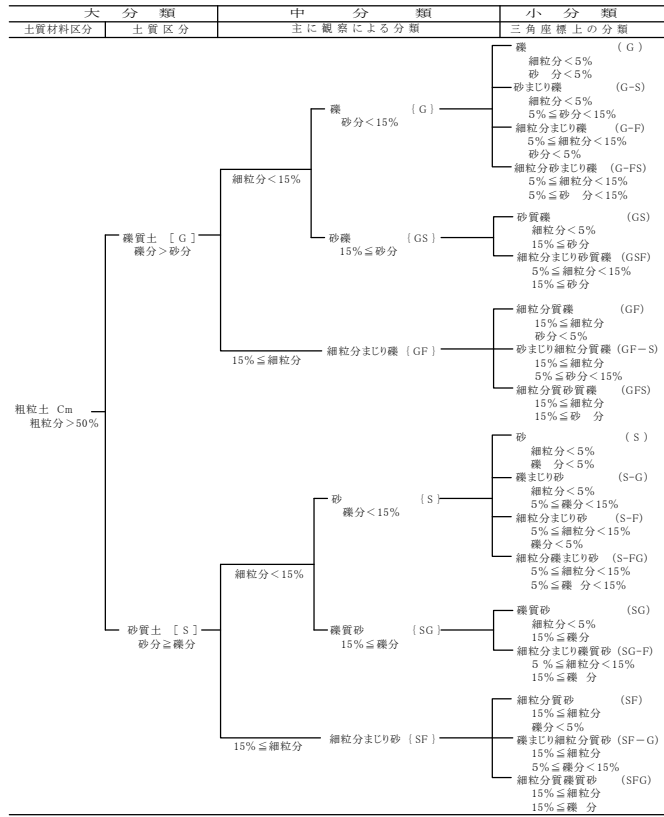 大 分 類 中 分 類 小 分 類
土質材料区分 土 質 区 分 主 に 観 察 に よ る 分 類 三 角 座 標 上 の 分 類
礫 (G)
細粒分<5%
砂 分<5%
砂まじり礫 (G-S)
細粒分<5%
5%≦砂分<15%
細粒分まじり礫 (G-F)
5%≦細粒分<15%
砂分<5%
細粒分砂まじり礫 (G-FS)
5%≦細粒分<15%
5%≦砂 分<15%
礫 {G}
砂分<15%
細粒分<15%
砂質礫 (GS)
細粒分<5%
15%≦砂分
細粒分まじり砂質礫 (GSF)
5%≦細粒分<15%
15%≦砂分
砂礫 {GS}
15%≦砂分
礫質土 [G]
礫分>砂分
細粒分質礫 (GF)
15%≦細粒分
砂分<5%
砂まじり細粒分質礫 (GF-S)
15%≦細粒分
5%≦砂分<15%
細粒分質砂質礫 (GFS)
15%≦細粒分
15%≦砂 分
細粒分まじり礫 {GF}
15%≦細粒分
粗粒土 Cm
粗粒分>50%
砂 (S)
細粒分<5%
礫 分<5%
礫まじり砂 (S-G)
細粒分<5%
5%≦礫分<15%
細粒分まじり砂 (S-F)
5%≦細粒分<15%
礫分<5%
細粒分礫まじり砂 (S-FG)
5%≦細粒分<15%
5%≦礫 分<15%
砂 {S}
礫分<15%
細粒分<15%
礫質砂 (SG)
細粒分<5%
15%≦礫分
細粒分まじり礫質砂 (SG-F)
5 %≦細粒分<15%
15%≦礫 分
礫質砂 {SG}
15%≦礫分
砂質土 [S]
砂分≧礫分
細粒分質砂 (SF)
15%≦細粒分
礫分<5%
礫まじり細粒分質砂 (SF-G)
15%≦細粒分
5%≦礫分<15%
細粒分質礫質砂 (SFG)
15%≦細粒分
15%≦礫 分
細粒分まじり砂 {SF}
15%≦細粒分